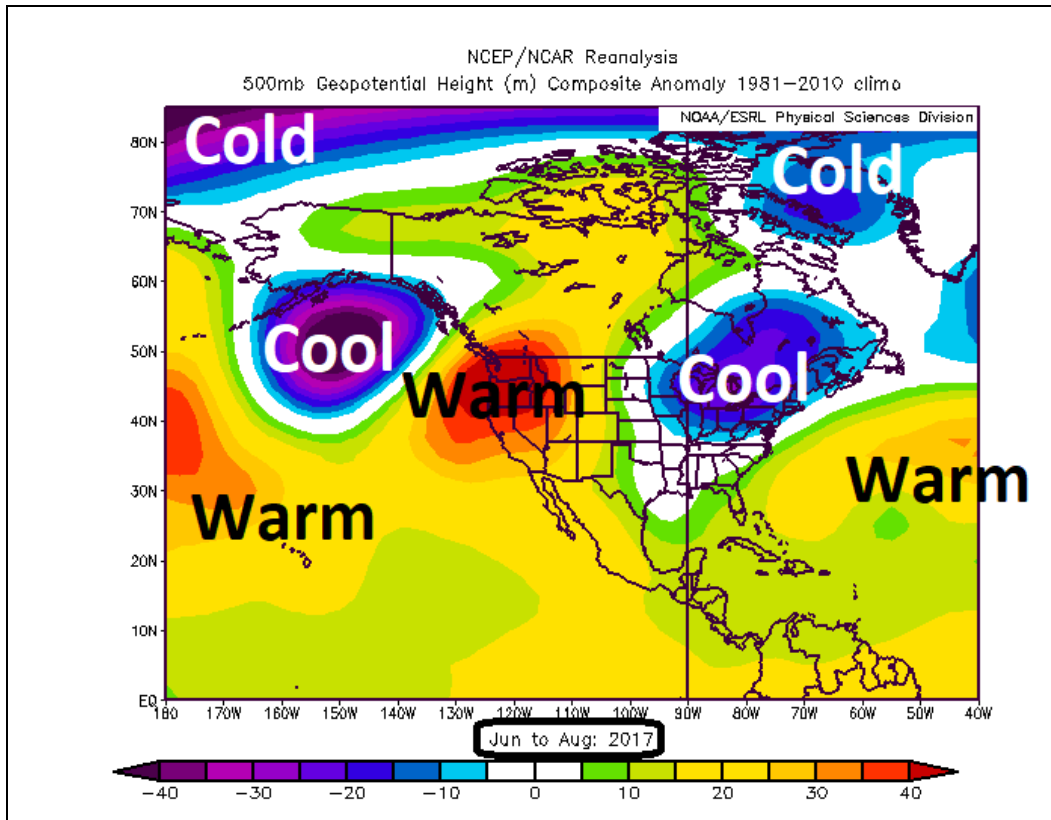 NCEP/NCAR Reanalysis
500mb Geopotential Height (m) Composite Anomaly 1981-2010 climo
NOAA/ESRL Physical Sciences Division
80N
Cold
Cold
70N
60N
50N
Cool
Cool
Warm
40N
30N
Warm
Warm
20N
10N
EQ
180 170W 160W 150W 140W 130W 120W 110W 100W 90W 80W 70W 60W 50W 40W
Jun to Aug: 2017
-40 -30 -20 -10 0 10 20 30 40